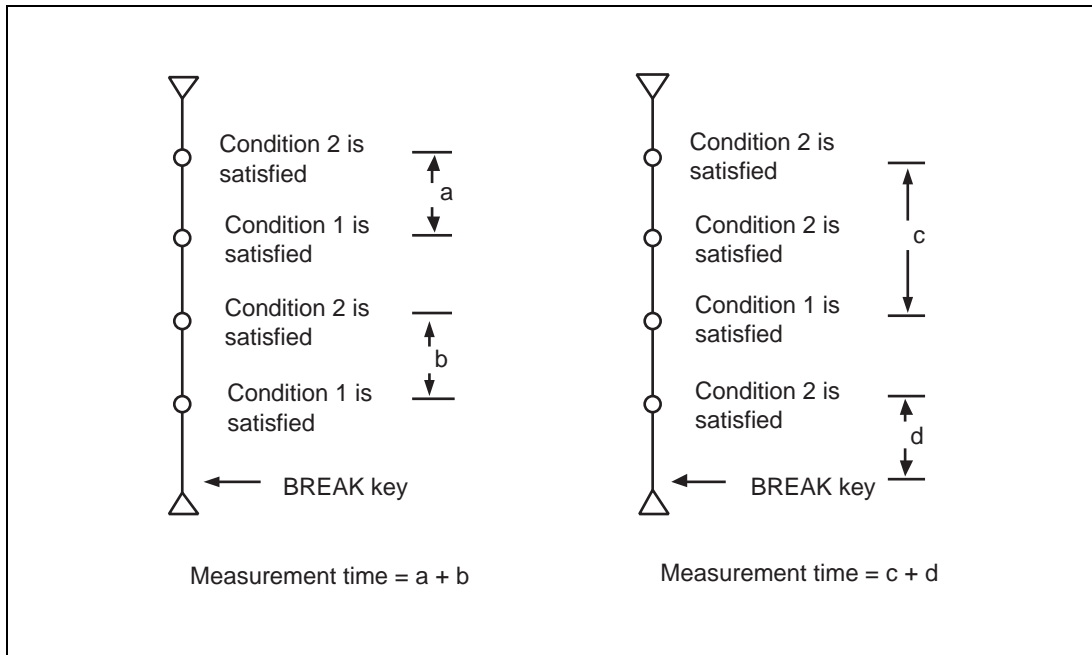 Condition 2 is
satisfied
a
Condition 1 is
satisfied
Condition 2 is
satisfied
b
Condition 1 is
satisfied
BREAK key
Measurement time = a + b
Condition 2 is
satisfied
Condition 2 is
satisfied
c
Condition 1 is
satisfied
Condition 2 is
satisfied
d
BREAK key
Measurement time = c + d